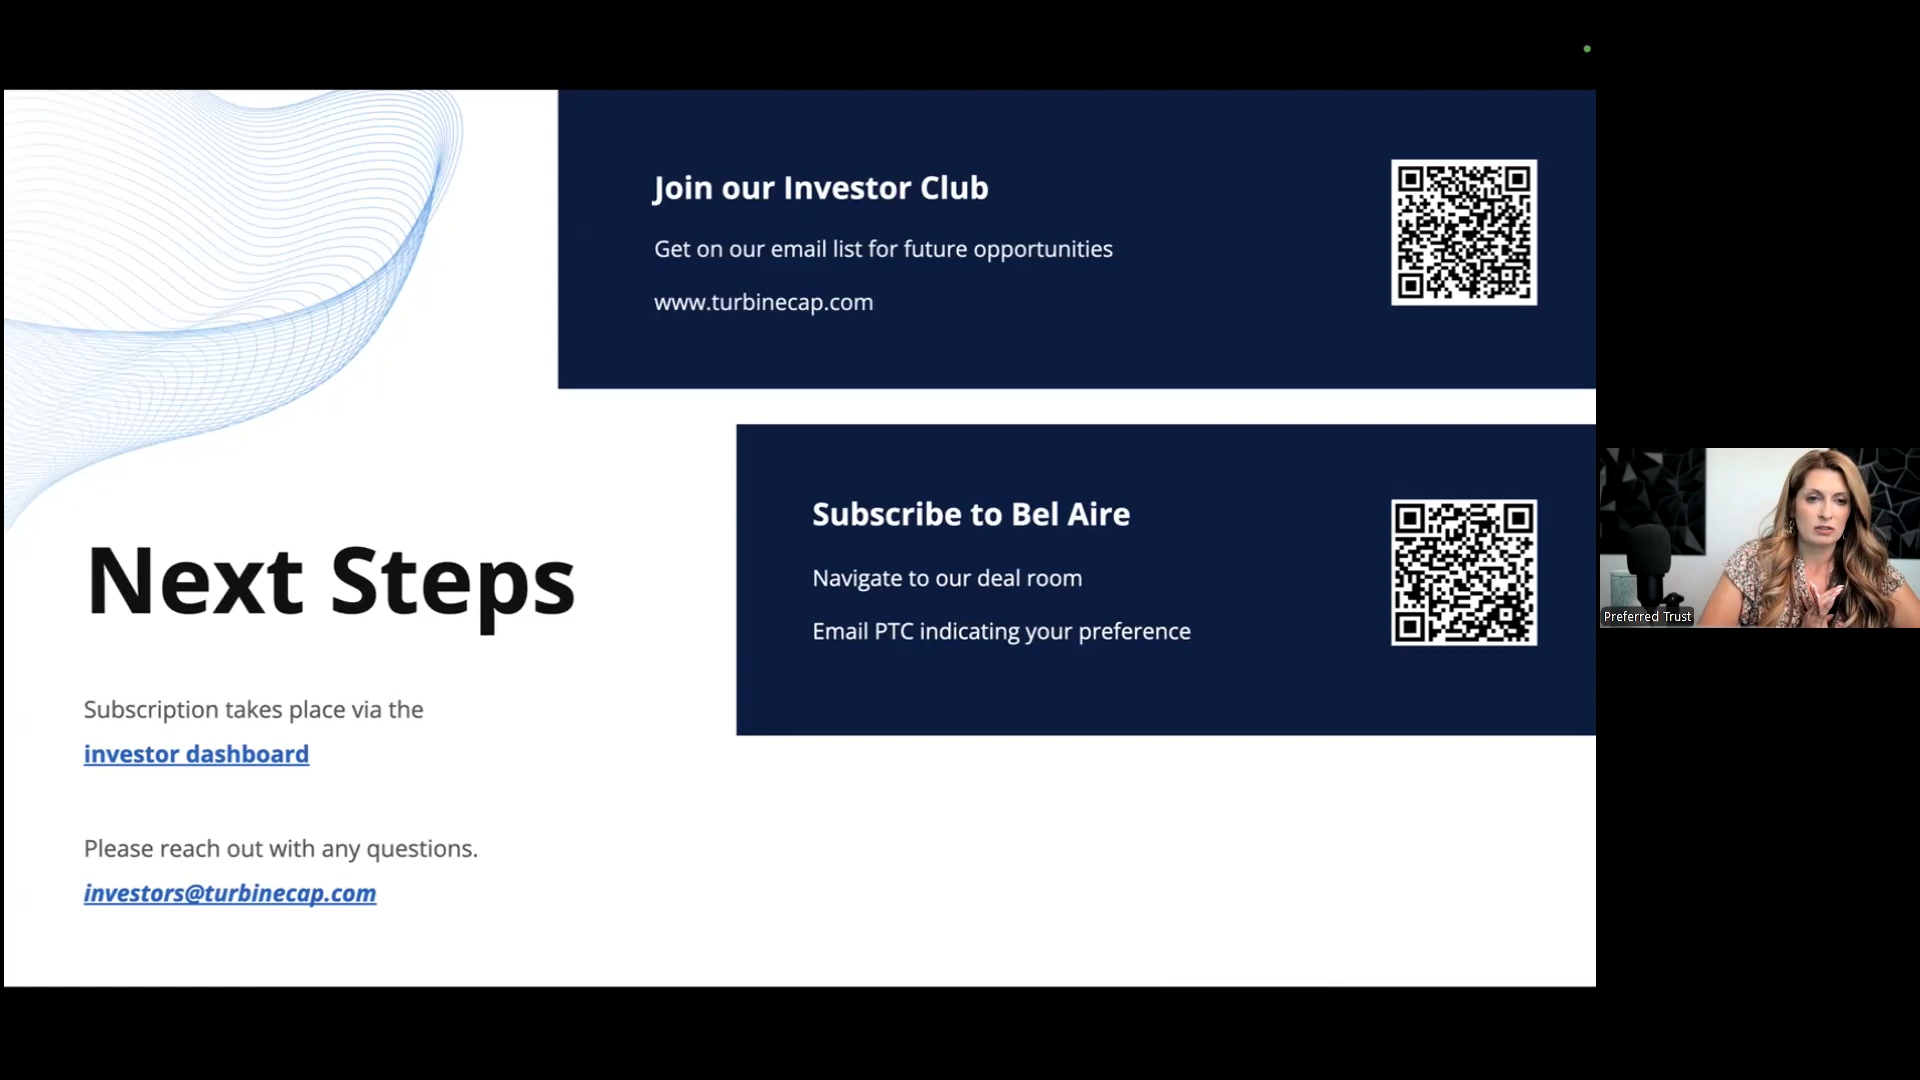 Join our Investor Club
Get on our email list for future opportunities
www.turbinecap.com
Subscribe to Bel Aire
Navigate to our deal room
Email PTC indicating your preference
Next Steps
Subscription takes place via the
investor dashboard
Please reach out with any questions.
investors@turbinecap.com
Preferred Trust